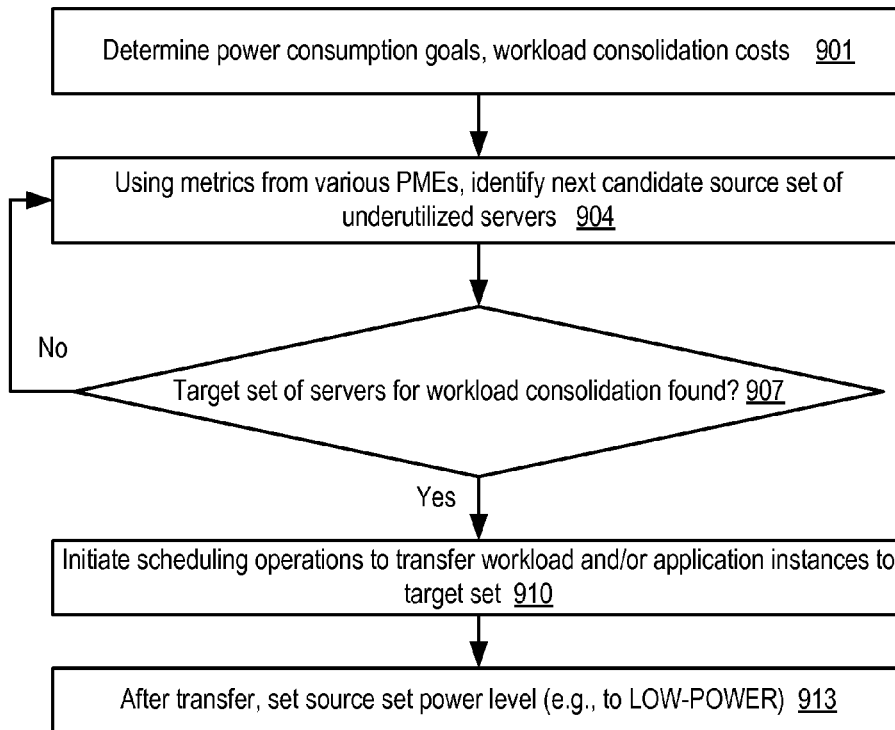 Determine power consumption goals, workload consolidation costs 901
Using metrics from various PMEs, identify next candidate source set of
underutilized servers 904
No
Target set of servers for workload consolidation found? 907
Yes
Initiate scheduling operations to transfer workload and/or application instances to
target set 910
After transfer, set source set power level (e.g., to LOW-POWER) 913